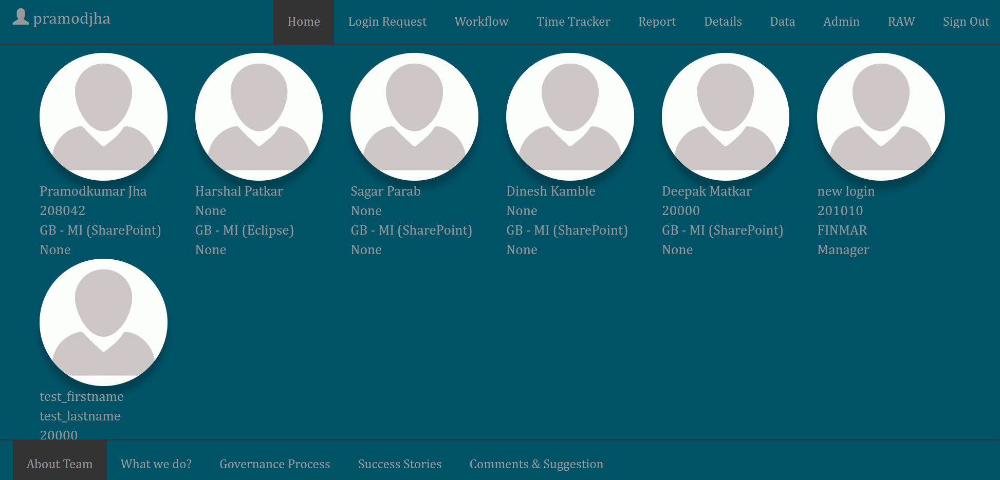 pramodjha
Home Login Request Workflow Time Tracker Report Details Data Admin RAW Sign Out
Pramodkumar Jha
208042
GB - MI (SharePoint)
None
Harshal Patkar
None
GB - MI (Eclipse)
None
Sagar Parab
None
GB - MI (SharePoint)
None
Dinesh Kamble
None
GB - MI (SharePoint)
None
Deepak Matkar
20000
GB - MI (SharePoint)
None
new login
201010
FINMAR
Manager
test_firstname
test_lastname
20000
About Team What we do? Governance Process Success Stories Comments & Suggestion